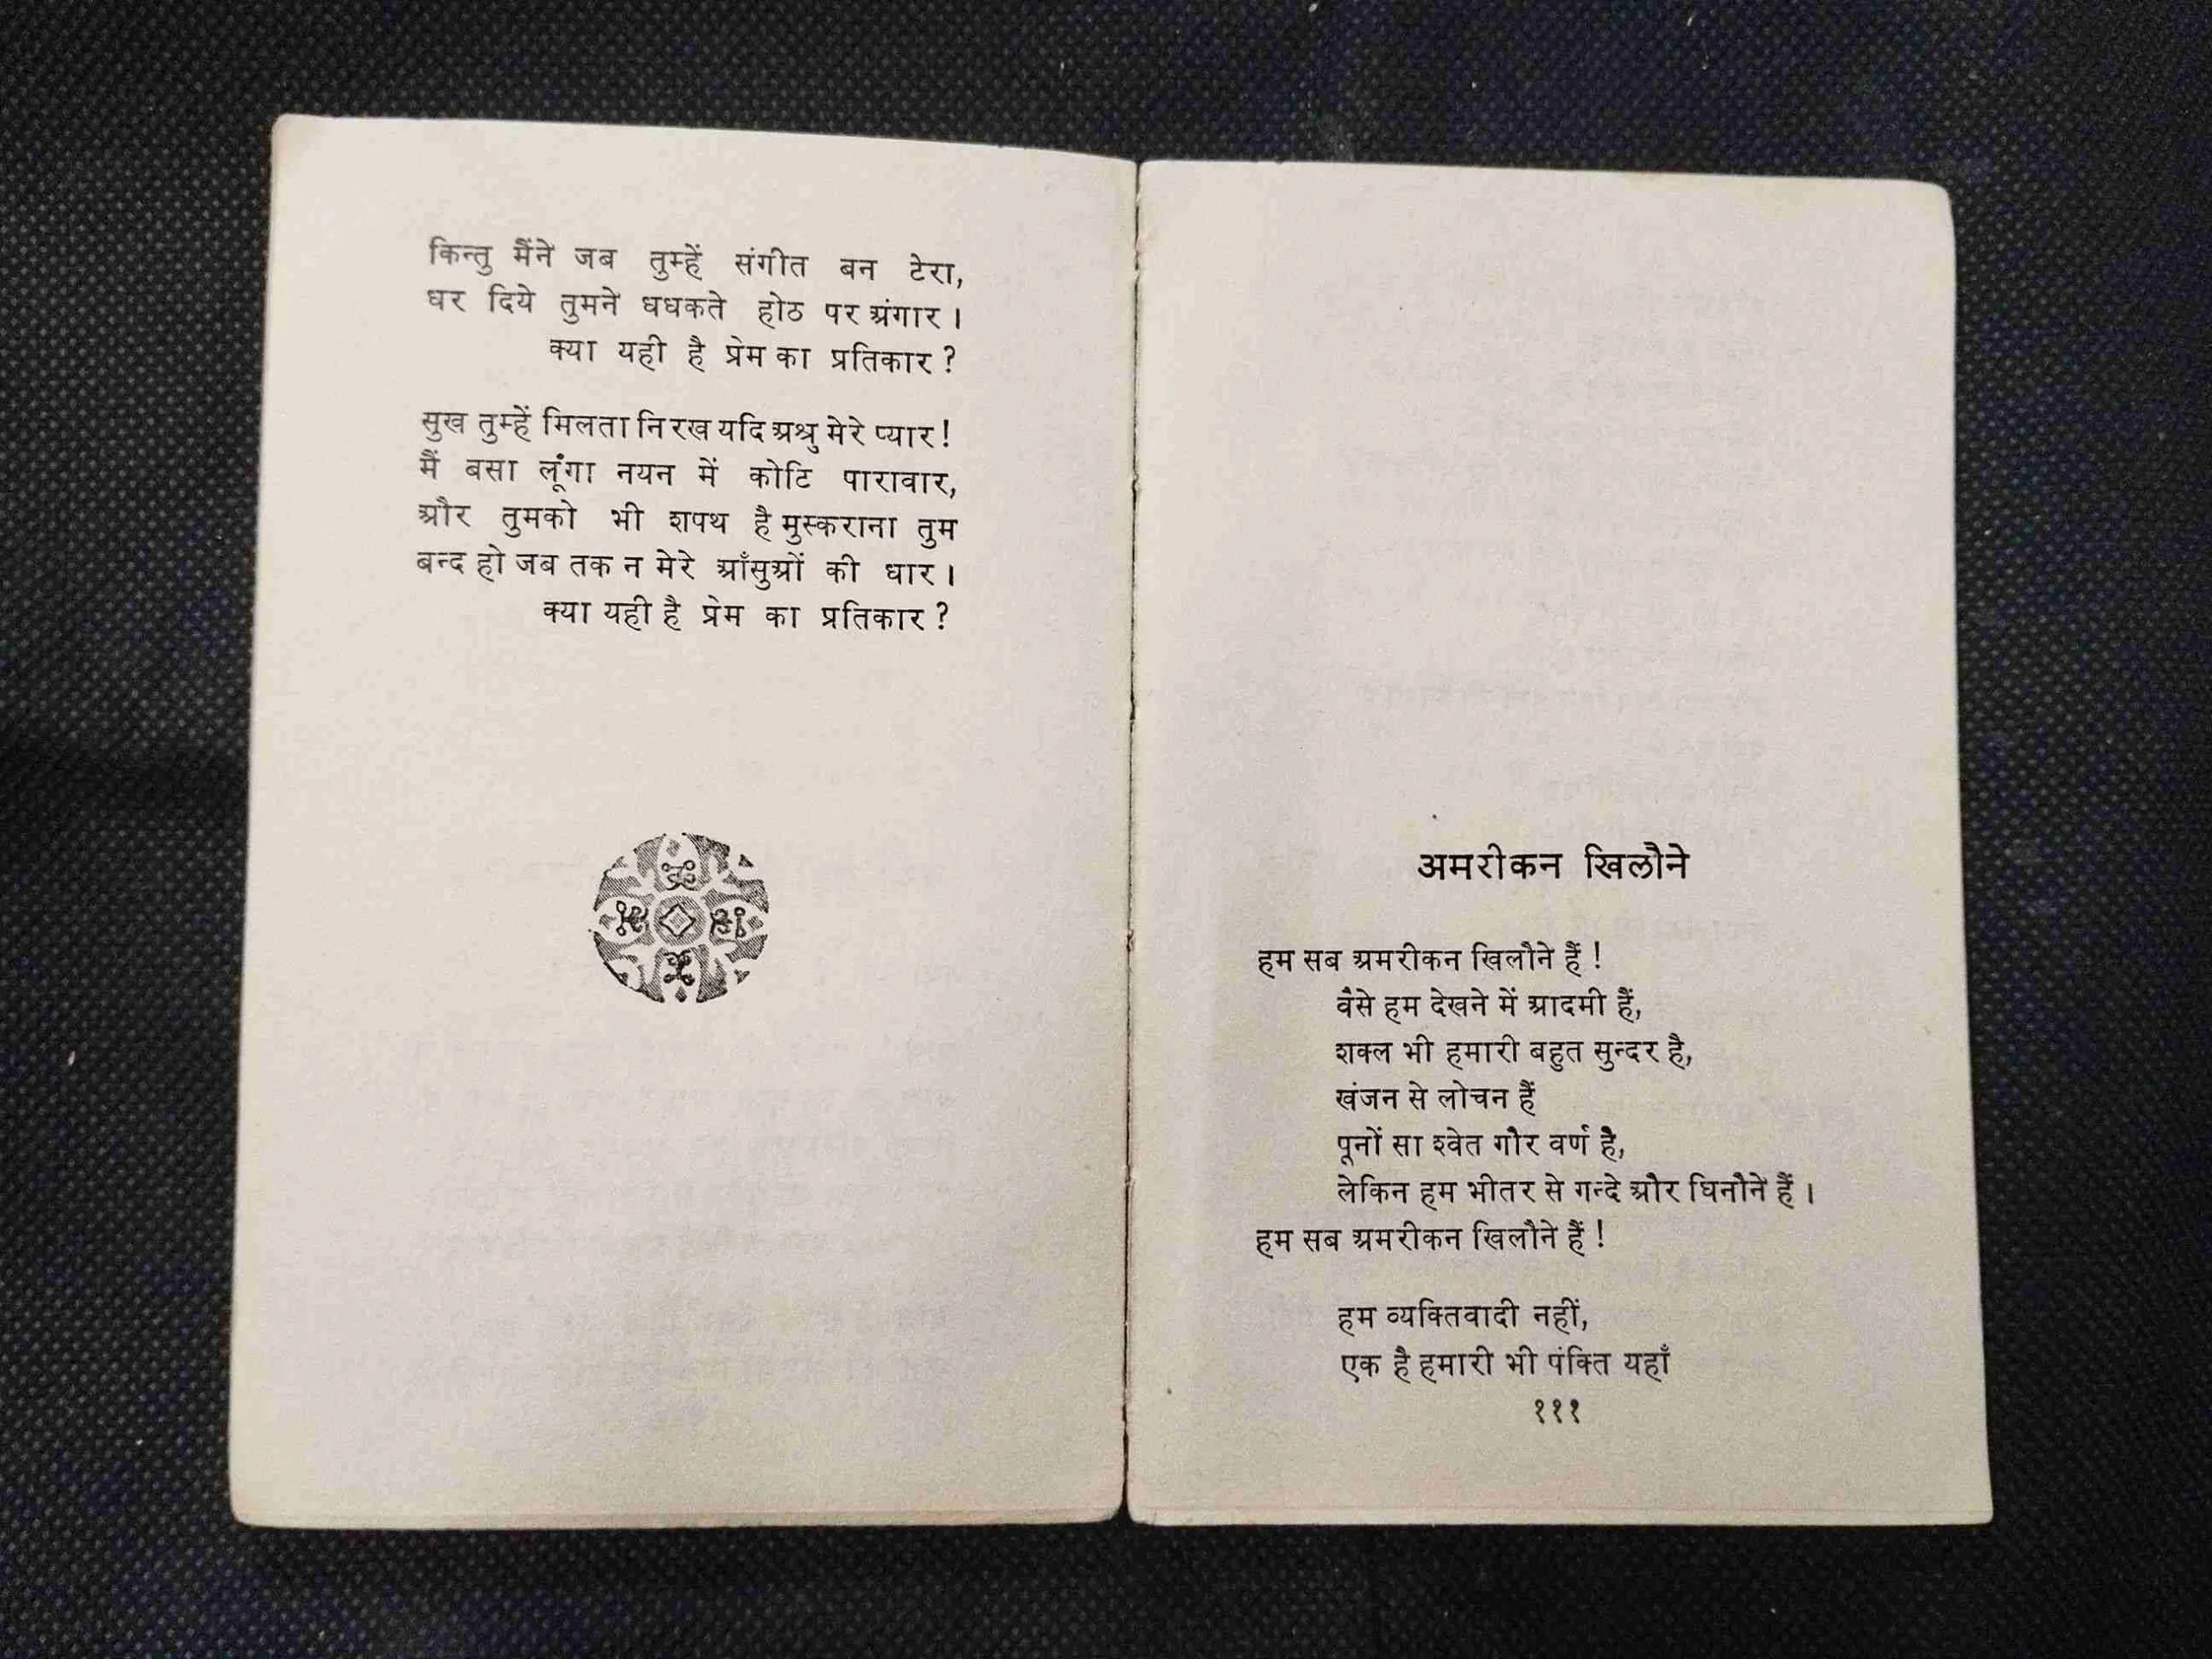 किन्तु मैंने जब तुम्हें संगीत बन टेरा,
धर दिये तुमने धधकते होठ पर अंगार।
क्या यही है प्रेम का प्रतिकार?
सुख तुम्हें मिलता निरख यदि अश्रु मेरे प्यार!
मैं बसा लूंगा नयन में कोटि पारावार,
और तुमको भी शपथ है मुस्कराना तुम
बन्द हो जब तक न मेरे आँसुओं की धार।
क्या यही है प्रेम का प्रतिकार?
अमरीकन खिलौने
हम सब अमरीकन खिलौने हैं!
वैसे हम देखने में आदमी हैं,
शक्ल भी हमारी बहुत सुन्दर है,
खंजन से लोचन हैं
पूनों सा श्वेत गौर वर्ण है,
लेकिन हम भीतर से गन्दे और घिनौने हैं।
हम सब अमरीकन खिलौने हैं!
हम व्यक्तिवादी नहीं,
एक है हमारी भी पंक्ति यहाँ
१११